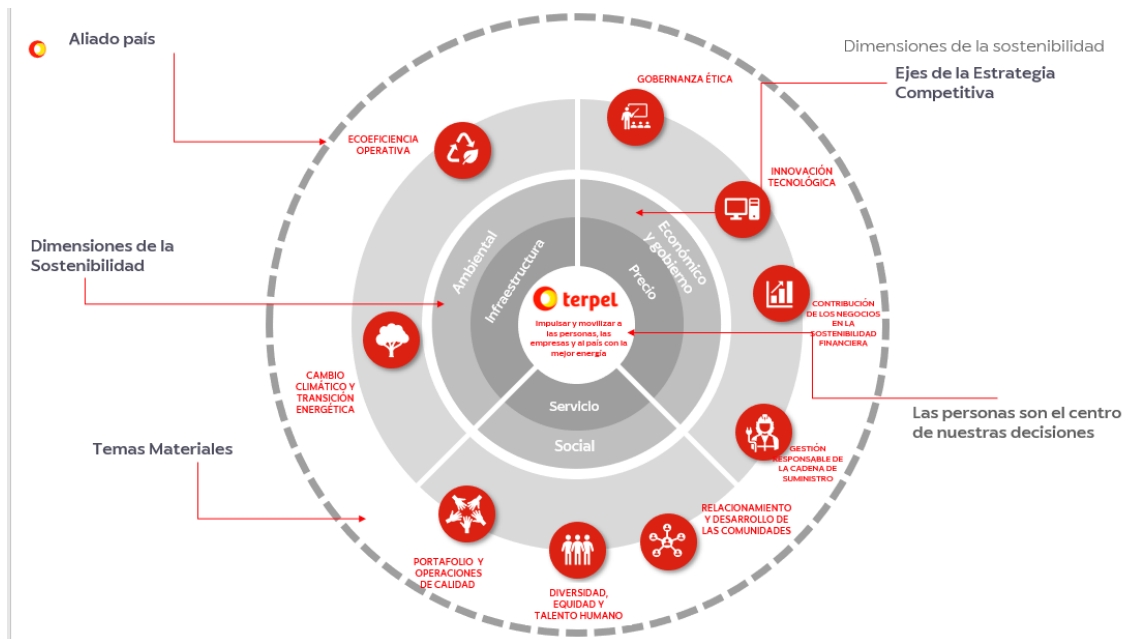 Aliado país
Dimensiones de la sostenibilidad
Ejes de la Estrategia
Competitiva
GOBERNANZA ÉTICA
ECOEFICIENCIA
OPERATIVA
INNOVACIÓN
TECNOLÓGICA
Dimensiones de la
Sostenibilidad
Ambiental
Infraestructura
Económico
y gobierno
Precio
terpel
Impulsar y movilizar a
las personas, las
empresas y al país con la
mejor energía
CONTRIBUCIÓN
DE LOS NEGOCIOS
EN LA
SOSTENIBILIDAD
FINANCIERA
CAMBIO
CLIMÁTICO Y
TRANSICIÓN
ENERGÉTICA
Servicio
Social
Las personas son el centro
de nuestras decisiones
Temas Materiales
GESTIÓN
RESPONSABLE DE
LA CADENA DE
SUMINISTRO
RELACIONAMIENTO
Y DESARROLLO DE
LAS COMUNIDADES
PORTAFOLIO Y
OPERACIONES
DE CALIDAD
DIVERSIDAD,
EQUIDAD Y
TALENTO HUMANO